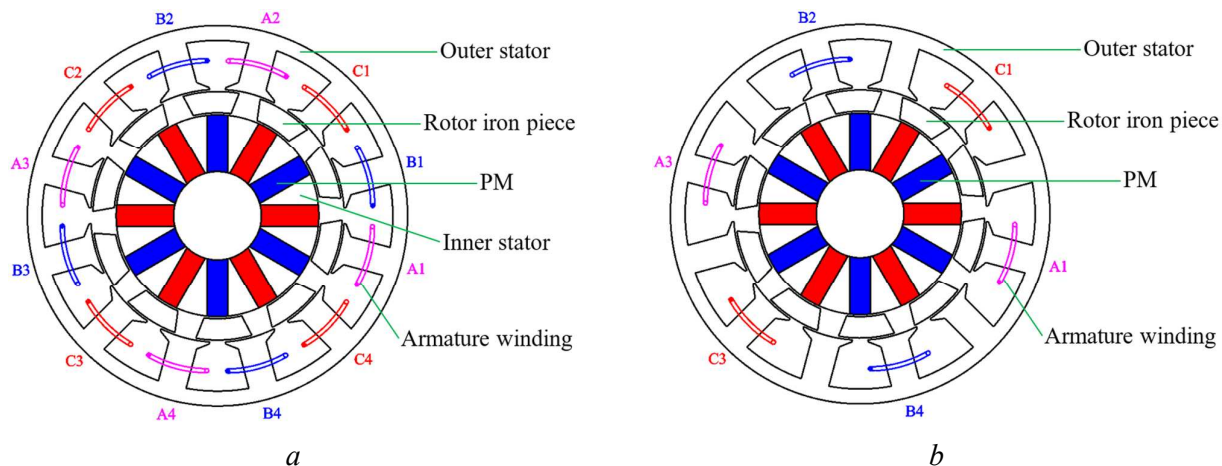 B2
A2
Outer stator
C2
C1
Rotor iron piece
A3
B1
PM
Inner stator
B3
A1
Armature winding
C3
C4
A4
B4
a
B2
Outer stator
C1
Rotor iron piece
A3
PM
A1
Armature winding
C3
B4
b